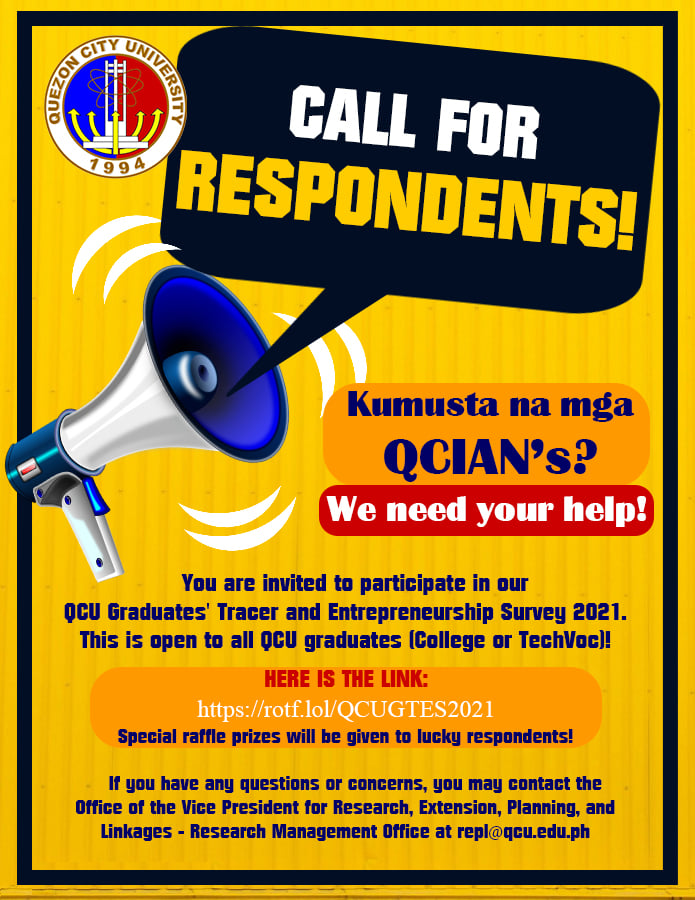 QUEZON CITY UNIVERSITY
1994
CALL FOR
RESPONDENTS!
Kumusta na mga
QCIAN's?
We need your help!
You are invited to participate in our
QCU Graduates' Tracer and Entrepreneurship Survey 2021.
This is open to all QCU graduates (College or TechVoc)!
HERE IS THE LINK:
https://rotf.lol/QCUGTES2021
Special raffle prizes will be given to lucky respondents!
If you have any questions or concerns, you may contact the
Office of the Vice President for Research, Extension, Planning, and
Linkages - Research Management Office at repl@qcu.edu.ph